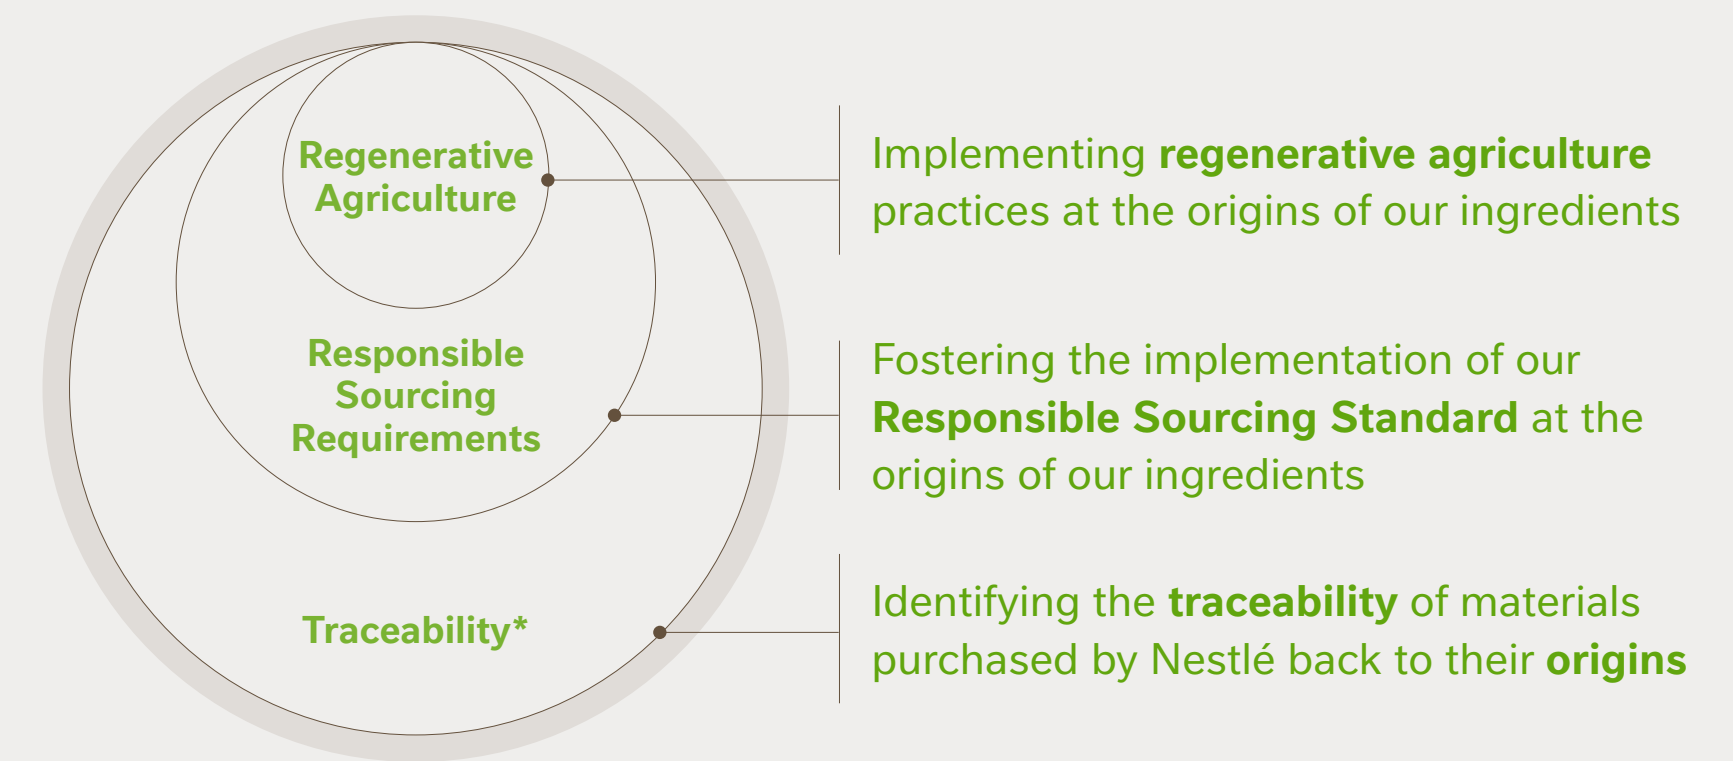 Regenerative
Agriculture
Implementing regenerative agriculture
practices at the origins of our ingredients
Responsible
Sourcing
Requirements
Fostering the implementation of our
Responsible Sourcing Standard at the
origins of our ingredients
Traceability*
Identifying the traceability of materials
purchased by Nestlé back to their origins